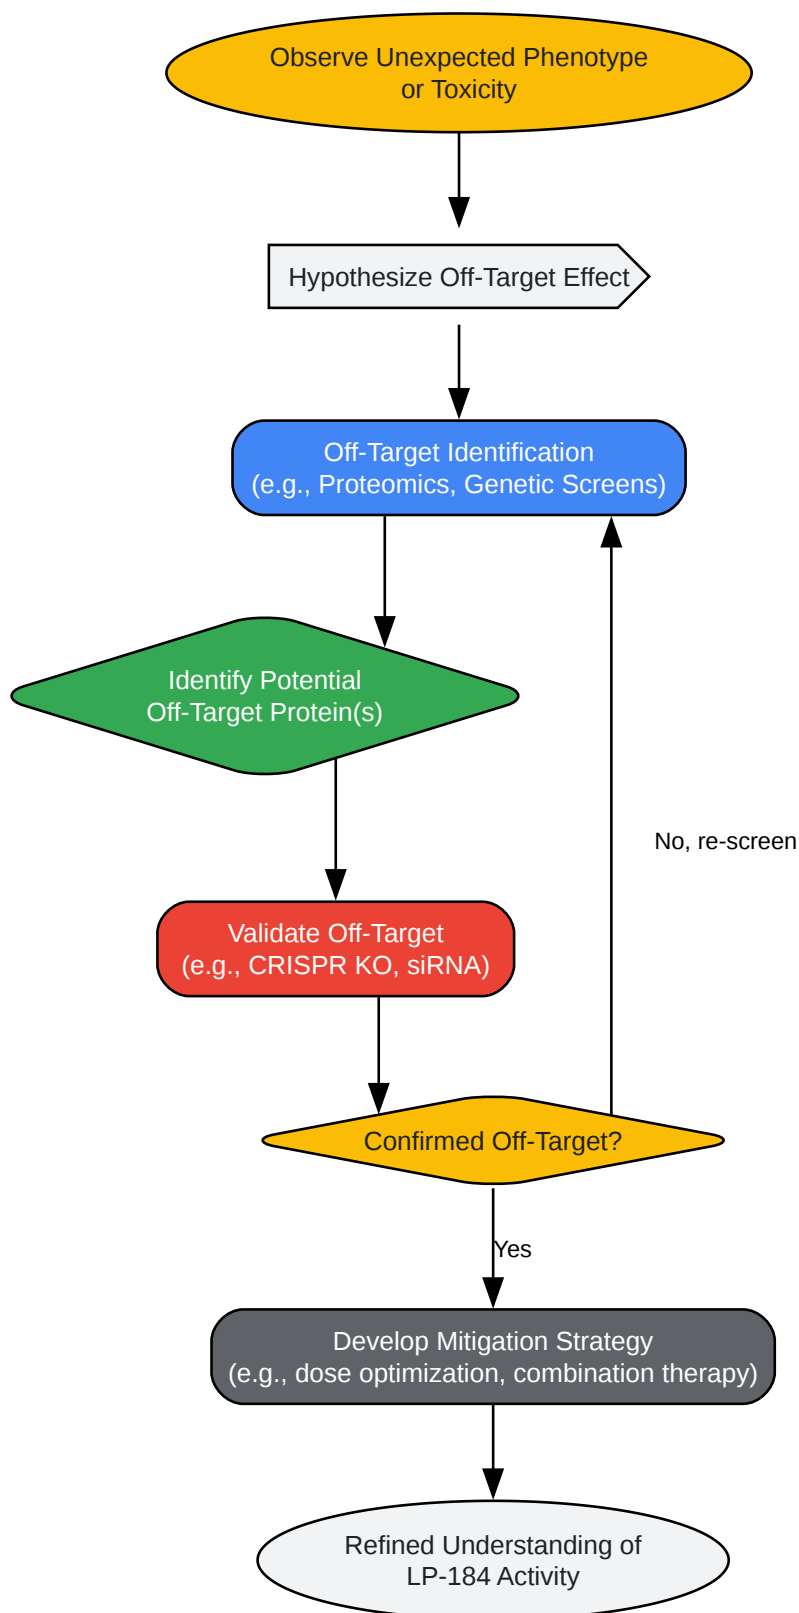 Observe Unexpected Phenotype
or Toxicity
Hypothesize Off-Target Effect
Off-Target Identification
(e.g., Proteomics, Genetic Screens)
Identify Potential
Off-Target Protein(s)
No, re-screen
Validate Off-Target
(e.g., CRISPR KO, siRNA)
Confirmed Off-Target?
Yes
Develop Mitigation Strategy
(e.g., dose optimization, combination therapy)
Refined Understanding of
LP-184 Activity